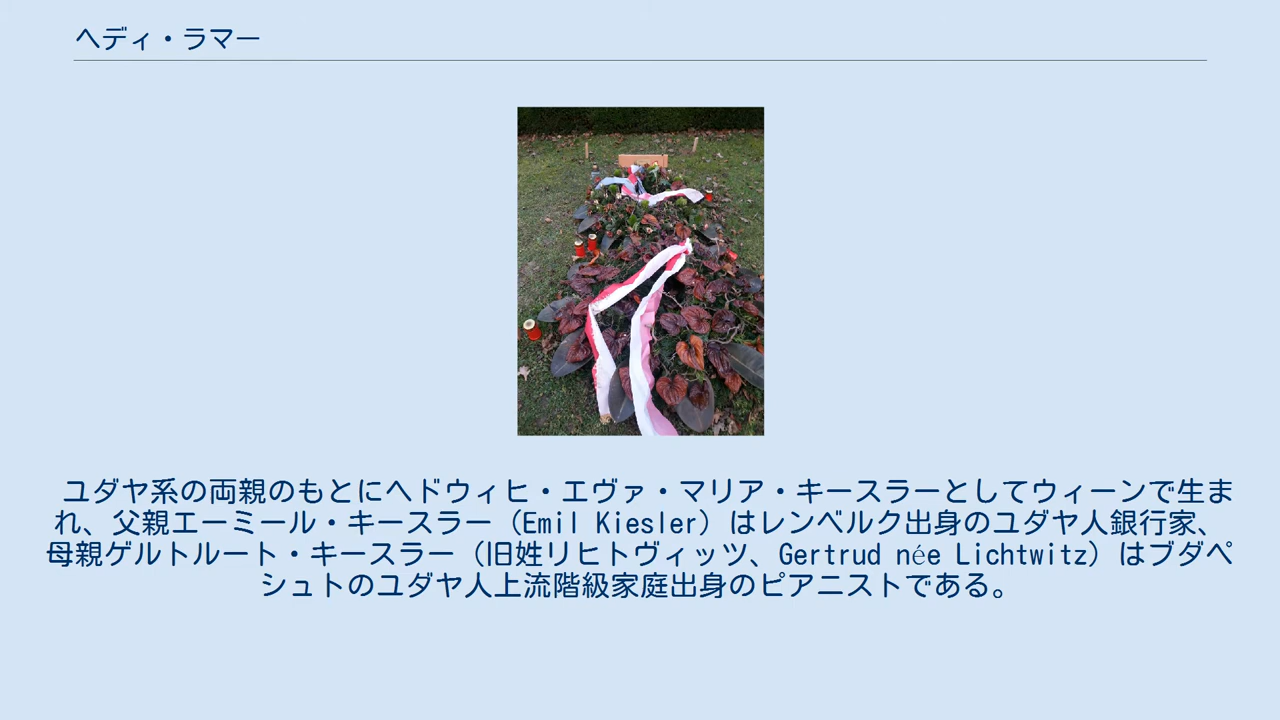 ヘディ・ラマー
ユダヤ系の両親のもとにヘドウィヒ・エヴァ・マリア・キースラーとしてウィーンで生ま
れ、父親エーミール・キースラー（Emil Kiesler）はレンベルク出身のユダヤ人銀行家、
母親ゲルトルート・キースラー（旧姓リヒトヴィッツ、Gertrud née Lichtwitz）はブダペ
シュトのユダヤ人上流階級家庭出身のピアニストである。